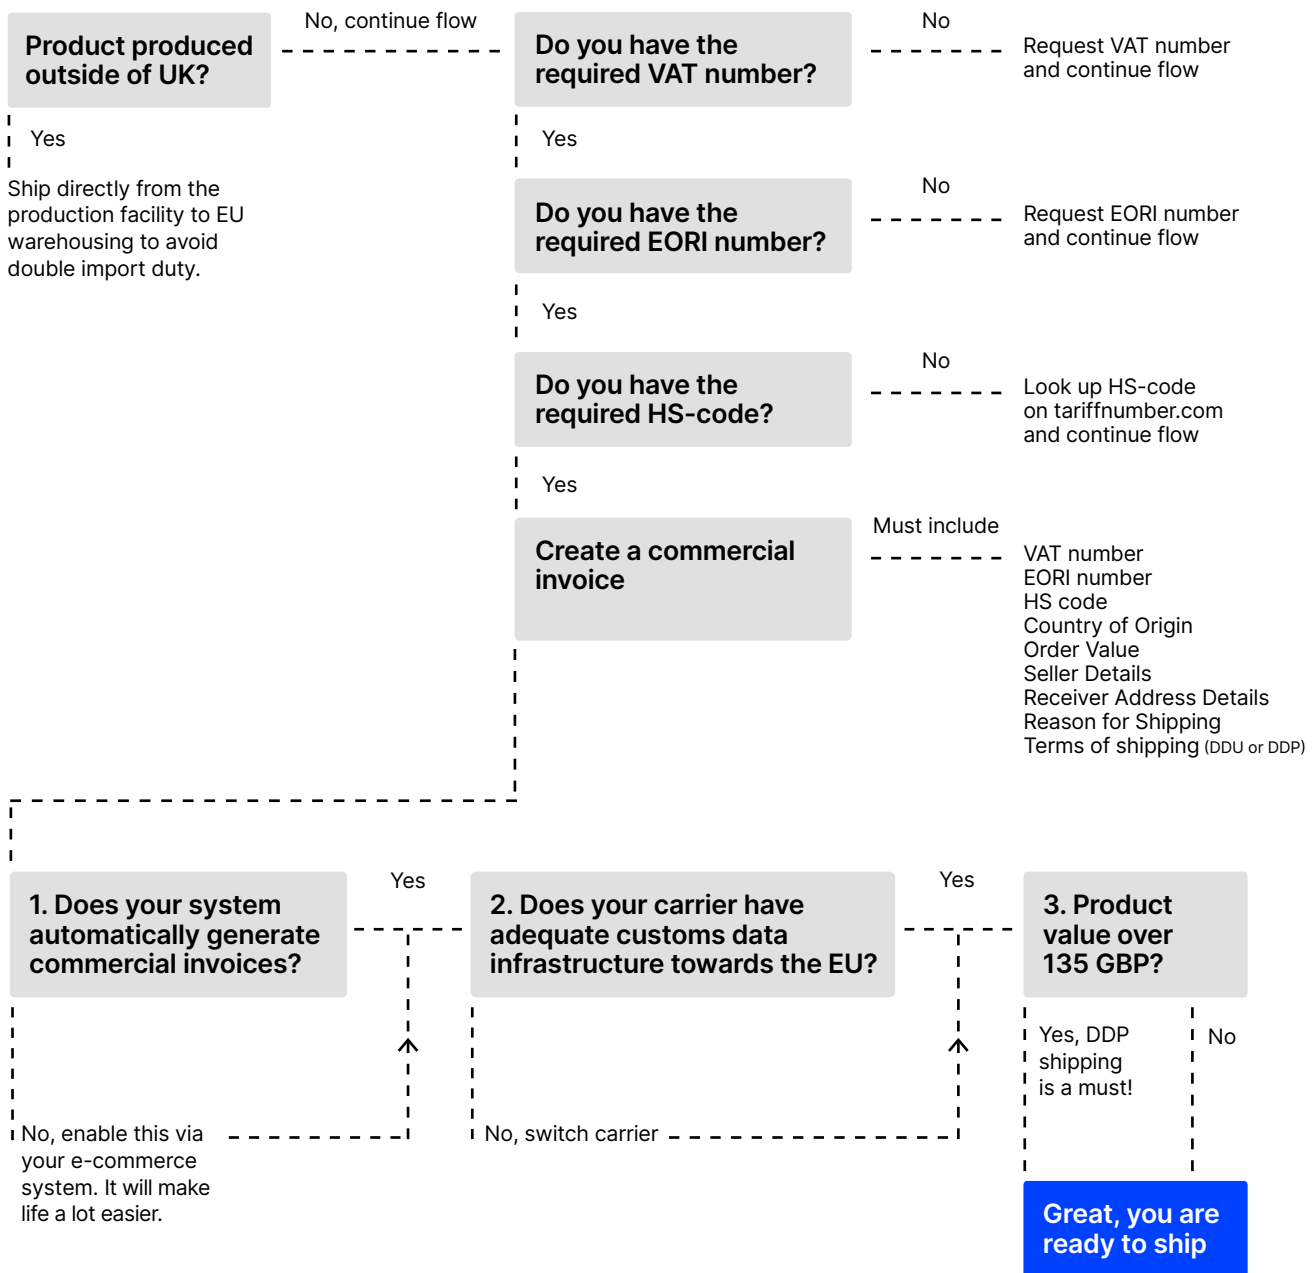 No, continue flow
No
Product produced
outside of UK?
Do you have the
required VAT number?
Request VAT number
and continue flow
Yes
Yes
Ship directly from the
production facility to EU
warehousing to avoid
double import duty.
No
Do you have the
required EORI number?
Request EORI number
and continue flow
Yes
No
Do you have the
required HS-code?
Look up HS-code
on tariffnumber.com
and continue flow
Yes
Create a commercial
invoice
Must include
VAT number
EORI number
HS code
Country of Origin
Order Value
Seller Details
Receiver Address Details
Reason for Shipping
Terms of shipping (DDU or DDP)
1. Does your system
automatically generate
commercial invoices?
Yes
2. Does your carrier have
adequate customs data
infrastructure towards the EU?
Yes
3. Product
value over
135 GBP?
Yes, DDP
shipping
is a must!
No
No, enable this via
your e-commerce
system. It will make
life a lot easier.
No, switch carrier
Great, you are
ready to ship